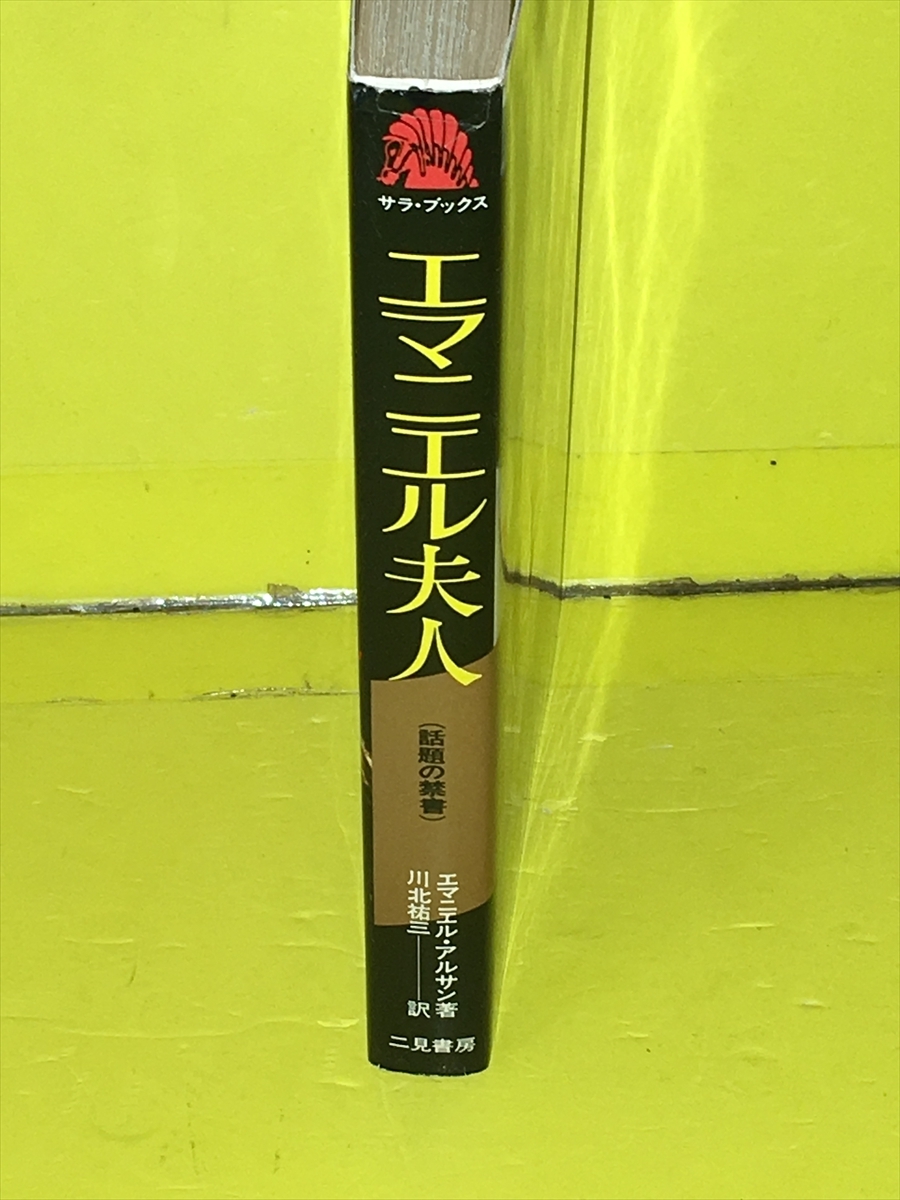 サラ・ブックス
エマニエル夫人
(話題の禁書)
エマニエル・アルサン著
川北祐三──訳
二見書房